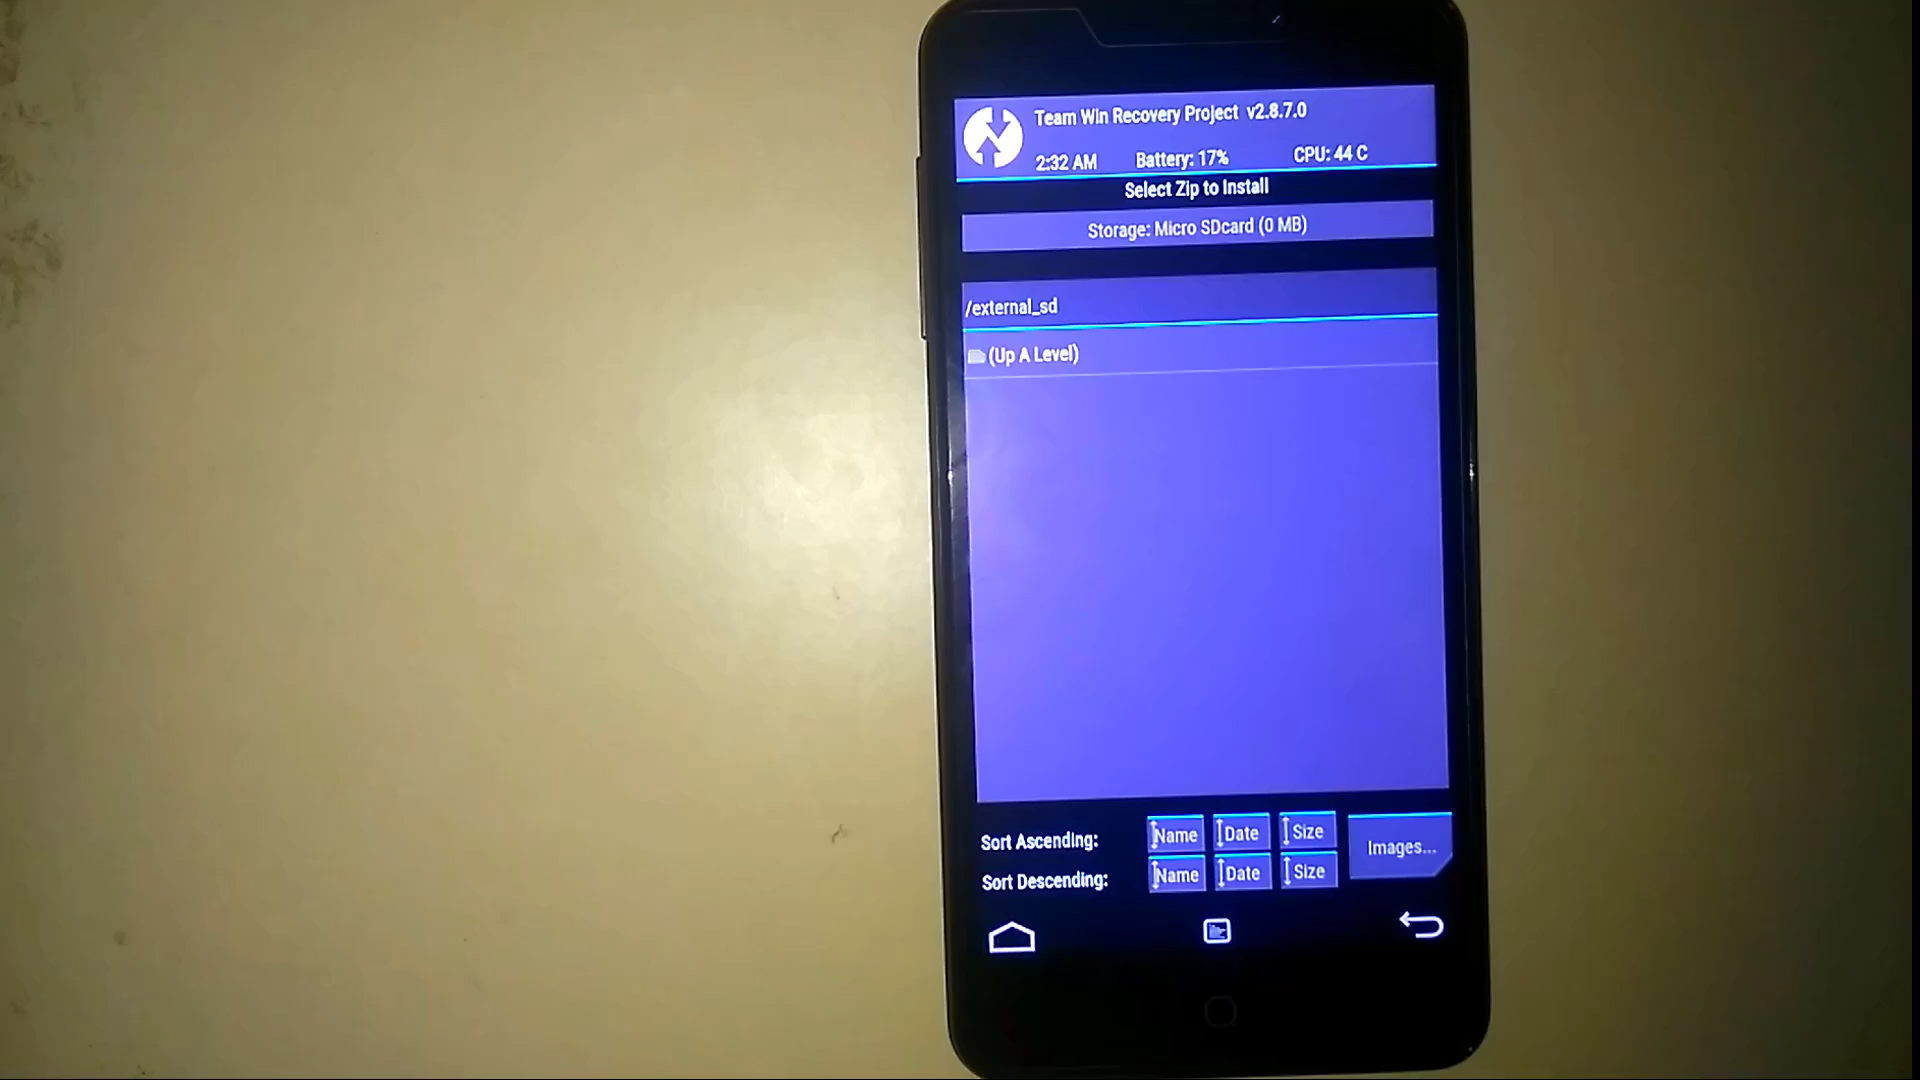 Team Win Recovery Project v2.8.7.0
2:32 AM Battery: 17% CPU: 44 C
Select Zip to Install
Storage: Micro SDcard (0 MB)
/external_sd
(Up A Level)
Sort Ascending: Name Date Size
Images...
Sort Descending: Name Date Size